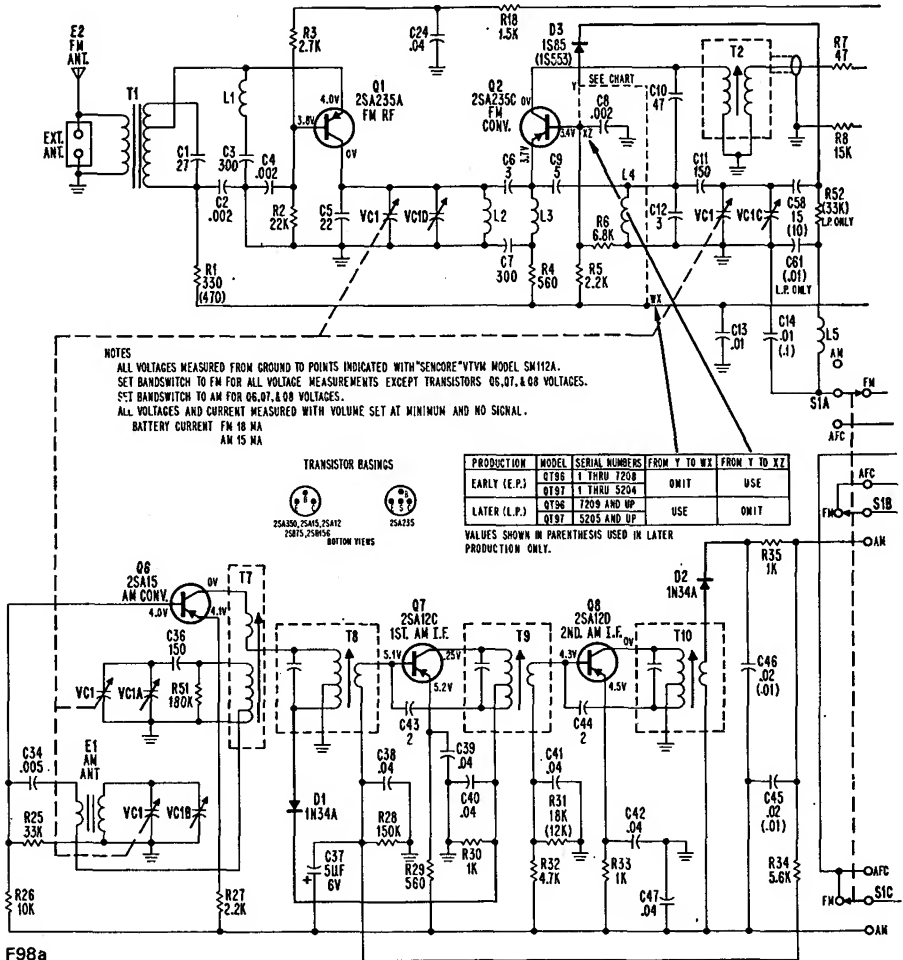 E2
FM
ANT.
EXT.
ANT.
T1
C1
27
C2
.002
R1
330
(470)
L1
C3
300
C4
.002
R3
2.7K
R2
22K
Q1
2SA235A
FM RF
4.0V
3.8V
0V
C24
.04
R18
1.5K
C5
22
VC1
VC1D
L2
C6
3
C7
300
L3
R4
560
Q2
2SA235C
FM
CONV.
0V
3.4V
3.7V
C9
5
D3
1S85
(1S553)
SEE CHART
Y
C8
.002
XZ
R6
6.8K
R5
2.2K
L4
WX
C10
47
C12
3
C11
150
T2
R7
47
R8
15K
VC1
VC1C
C58
15
(10)
R52
(33K)
L.P. ONLY
C61
(.01)
L.P. ONLY
C13
.01
C14
.01
(.1)
L5
AM
S1A
FM
AFC
AFC
FM
S1B
AM
NOTES
ALL VOLTAGES MEASURED FROM GROUND TO POINTS INDICATED WITH "SENCORE" VTVM MODEL SM112A.
SET BANDSWITCH TO FM FOR ALL VOLTAGE MEASUREMENTS EXCEPT TRANSISTORS Q6,Q7,& Q8 VOLTAGES.
SET BANDSWITCH TO AM FOR Q6,Q7,& Q8 VOLTAGES.
ALL VOLTAGES AND CURRENT MEASURED WITH VOLUME SET AT MINIMUM AND NO SIGNAL.
BATTERY CURRENT FM 18 MA
AM 15 MA
TRANSISTOR BASINGS
2SA350,2SA15,2SA12
2SB75,2SB156
2SA235
BOTTOM VIEWS
PRODUCTION MODEL SERIAL NUMBERS FROM Y TO WX FROM Y TO XZ
EARLY (E.P.) QT96 1 THRU 7208 OMIT USE
QT97 1 THRU 5204
LATER (L.P.) QT96 7209 AND UP USE OMIT
QT97 5205 AND UP
VALUES SHOWN IN PARENTHESIS USED IN LATER
PRODUCTION ONLY.
Q6
2SA15
AM CONV.
0V
4.0V
4.1V
T7
C36
150
VC1
VC1A
R51
180K
E1
AM
ANT
C34
.005
R25
33K
VC1
VC1B
R26
10K
R27
2.2K
T8
D1
1N34A
C37
5UF
6V
+
C38
.04
R28
150K
Q7
2SA12C
1ST. AM I.F.
5.1V
.25V
5.2V
C43
2
R29
560
C39
.04
C40
.04
R30
1K
T9
Q8
2SA12D
2ND. AM I.F.
4.3V
0V
4.5V
C44
2
C41
.04
R31
18K
(12K)
R32
4.7K
R33
1K
C42
.04
C47
.04
T10
D2
1N34A
R35
1K
C46
.02
(.01)
C45
.02
(.01)
R34
5.6K
AFC
FM
S1C
AM
F98a